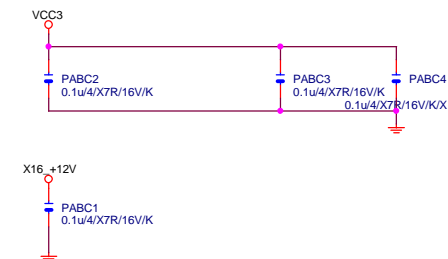 VCC3
PABC2
0.1u/4/X7R/16V/K
PABC3
0.1u/4/X7R/16V/K
PABC4
0.1u/4/X7R/16V/K/X
X16_+12V
PABC1
0.1u/4/X7R/16V/K